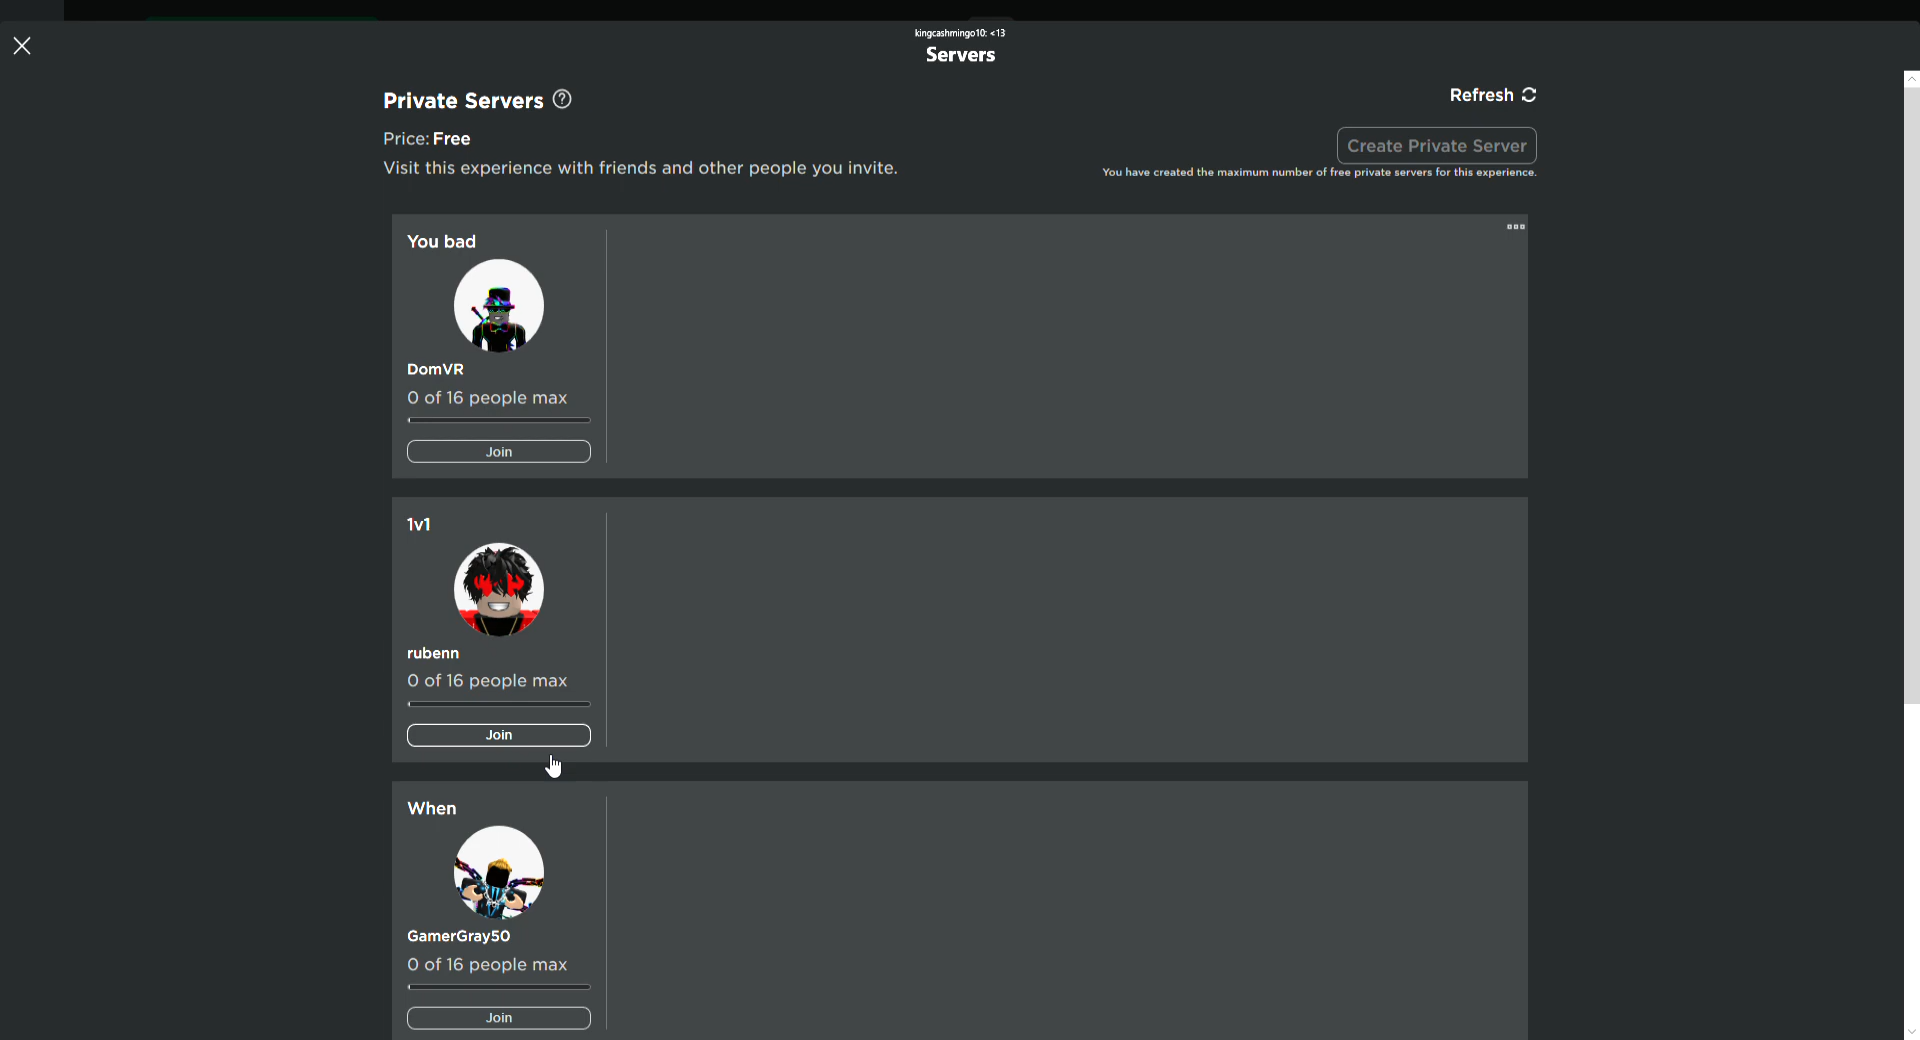 kingcashmingo10: <13
Servers
Private Servers
Refresh
Price: Free
Create Private Server
Visit this experience with friends and other people you invite.
You have created the maximum number of free private servers for this experience.
You bad
DomVR
0 of 16 people max
Join
1v1
rubenn
0 of 16 people max
Join
When
GamerGray50
0 of 16 people max
Join